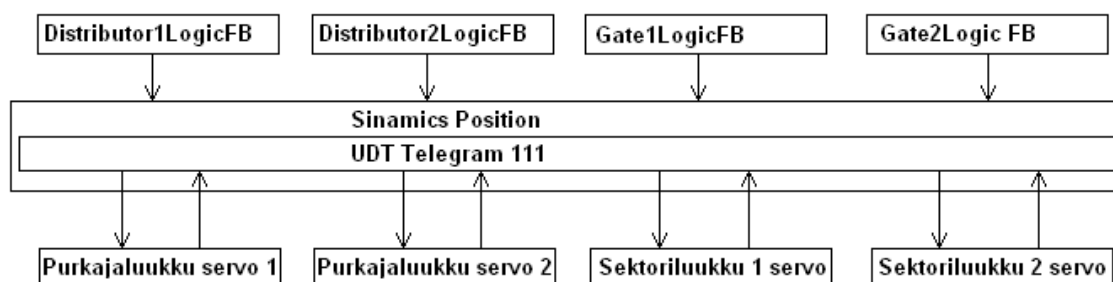 Distributor1LogicFB
Distributor2LogicFB
Gate1LogicFB
Gate2Logic FB
Sinamics Position
UDT Telegram 111
Purkajaluukku servo 1
Purkajaluukku servo 2
Sektoriluukku 1 servo
Sektoriluukku 2 servo